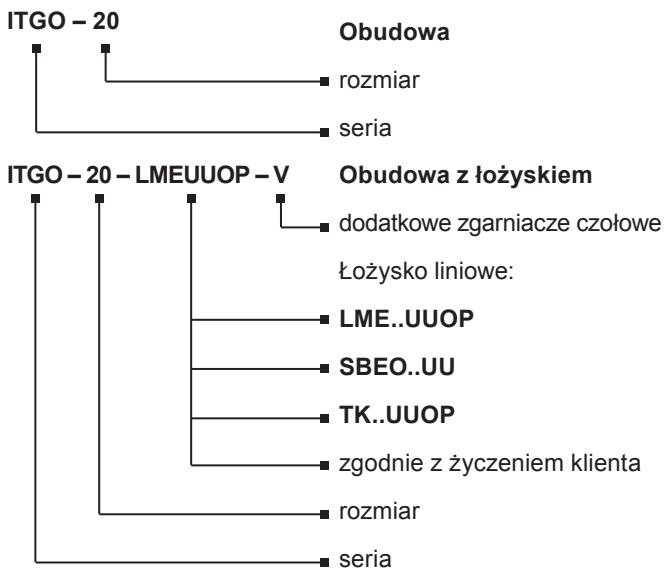 ITGO – 20
Obudowa
rozmiar
seria
ITGO – 20 – LMEUUOP – V
Obudowa z łożyskiem
dodatkowe zgarniacze czołowe
Łożysko liniowe:
LME..UUOP
SBEO..UU
TK..UUOP
zgodnie z życzeniem klienta
rozmiar
seria